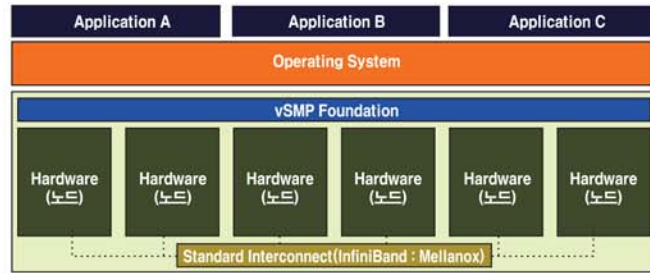 Application A
Application B
Application C
Operating System
vSMP Foundation
Hardware
(노드)
Hardware
(노드)
Hardware
(노드)
Hardware
(노드)
Hardware
(노드)
Hardware
(노드)
Standard Interconnect(InfiniBand : Mellanox)